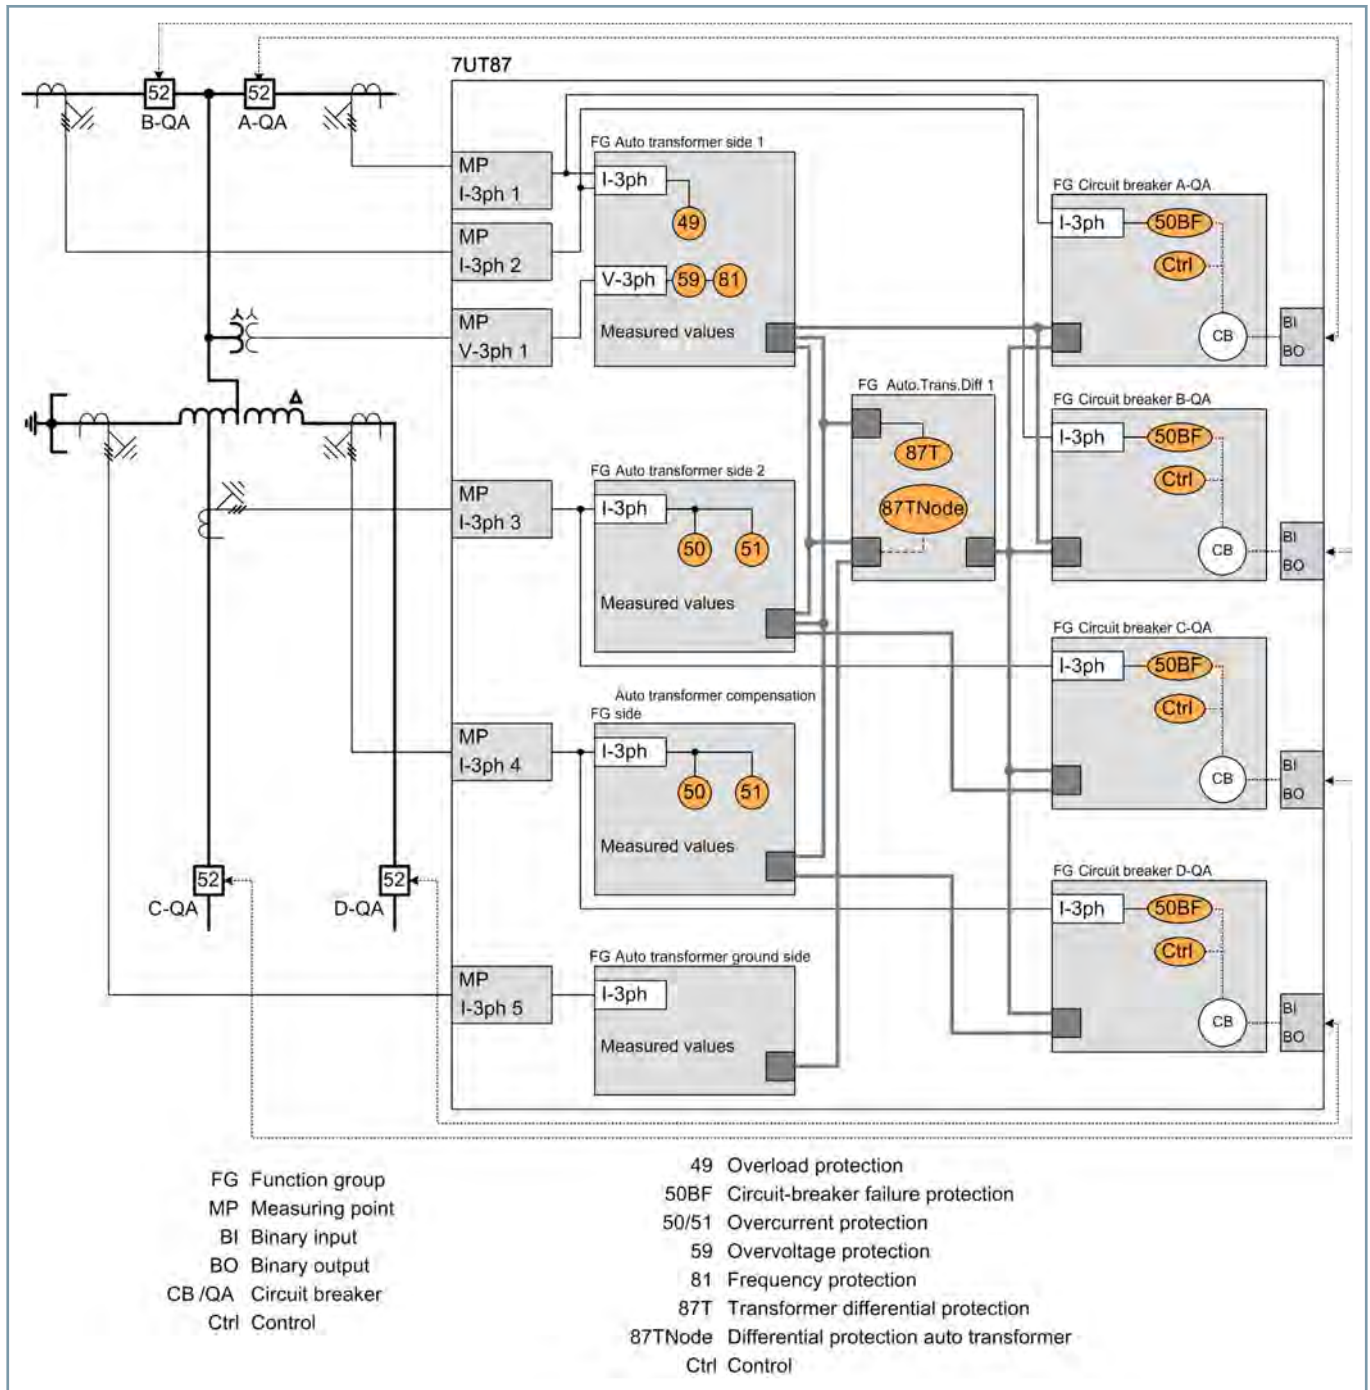 7UT87
52
52
B-QA
A-QA
MP
I-3ph 1
MP
I-3ph 2
MP
V-3ph 1
FG Auto transformer side 1
I-3ph
49
V-3ph
59
81
Measured values
FG Circuit breaker A-QA
I-3ph
50BF
Ctrl
CB
BI
BO
Δ
FG Auto.Trans.Diff 1
87T
87TNode
FG Circuit breaker B-QA
I-3ph
50BF
Ctrl
CB
BI
BO
MP
I-3ph 3
FG Auto transformer side 2
I-3ph
50
51
Measured values
FG Circuit breaker C-QA
I-3ph
50BF
Ctrl
CB
BI
BO
MP
I-3ph 4
Auto transformer compensation
FG side
I-3ph
50
51
Measured values
52
C-QA
52
D-QA
FG Circuit breaker D-QA
I-3ph
50BF
Ctrl
CB
BI
BO
MP
I-3ph 5
FG Auto transformer ground side
I-3ph
Measured values
FG Function group
MP Measuring point
BI Binary input
BO Binary output
CB /QA Circuit breaker
Ctrl Control
49 Overload protection
50BF Circuit-breaker failure protection
50/51 Overcurrent protection
59 Overvoltage protection
81 Frequency protection
87T Transformer differential protection
87TNode Differential protection auto transformer
Ctrl Control